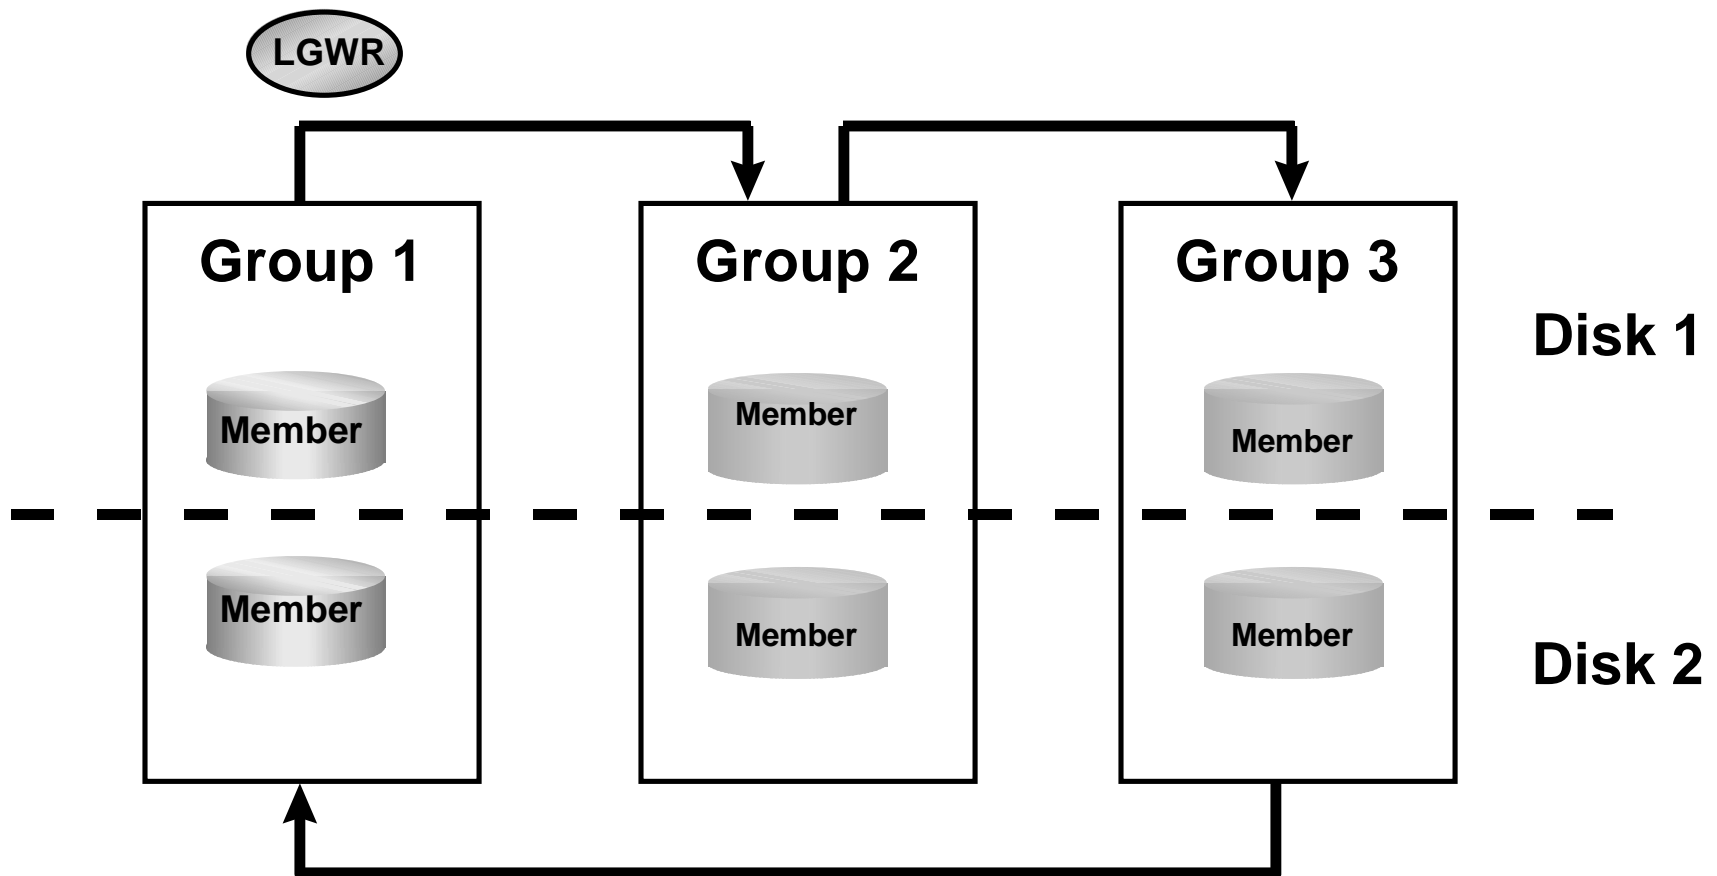 LGWR
Group 1
Group 2
Group 3
Disk 1
Member
Member
Member
Member
Member
Member
Disk 2